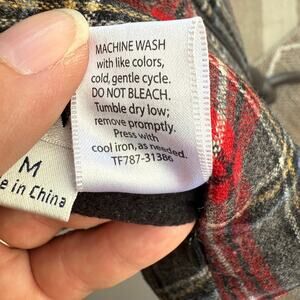 MACHINE WASH
with like colors,
cold, gentle cycle.
DO NOT BLEACH.
Tumble dry low;
remove promptly.
Press with
cool iron, as needed.
TF787-31386
M
e in China